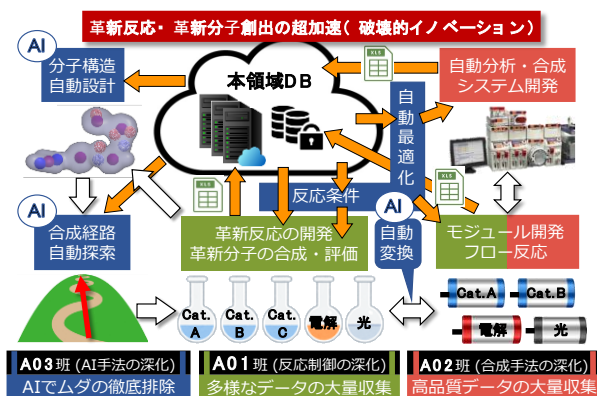 革新反応・革新分子創出の超加速(破壊的イノベーション)
AI
分子構造
自動設計
本領域DB
XLS
自動分析・合成
システム開発
自動最適化
AI
合成経路
自動探索
XLS
反応条件
革新反応の開発
革新分子の合成・評価
AI
自動
変換
XLS
モジュール開発
フロー反応
Cat.
A
Cat.
B
Cat.
C
電解
光
Cat.A
Cat.B
電解
光
A03班 (AI手法の深化)
AIでムダの徹底排除
A01班 (反応制御の深化)
多様なデータの大量収集
A02班 (合成手法の深化)
高品質データの大量収集